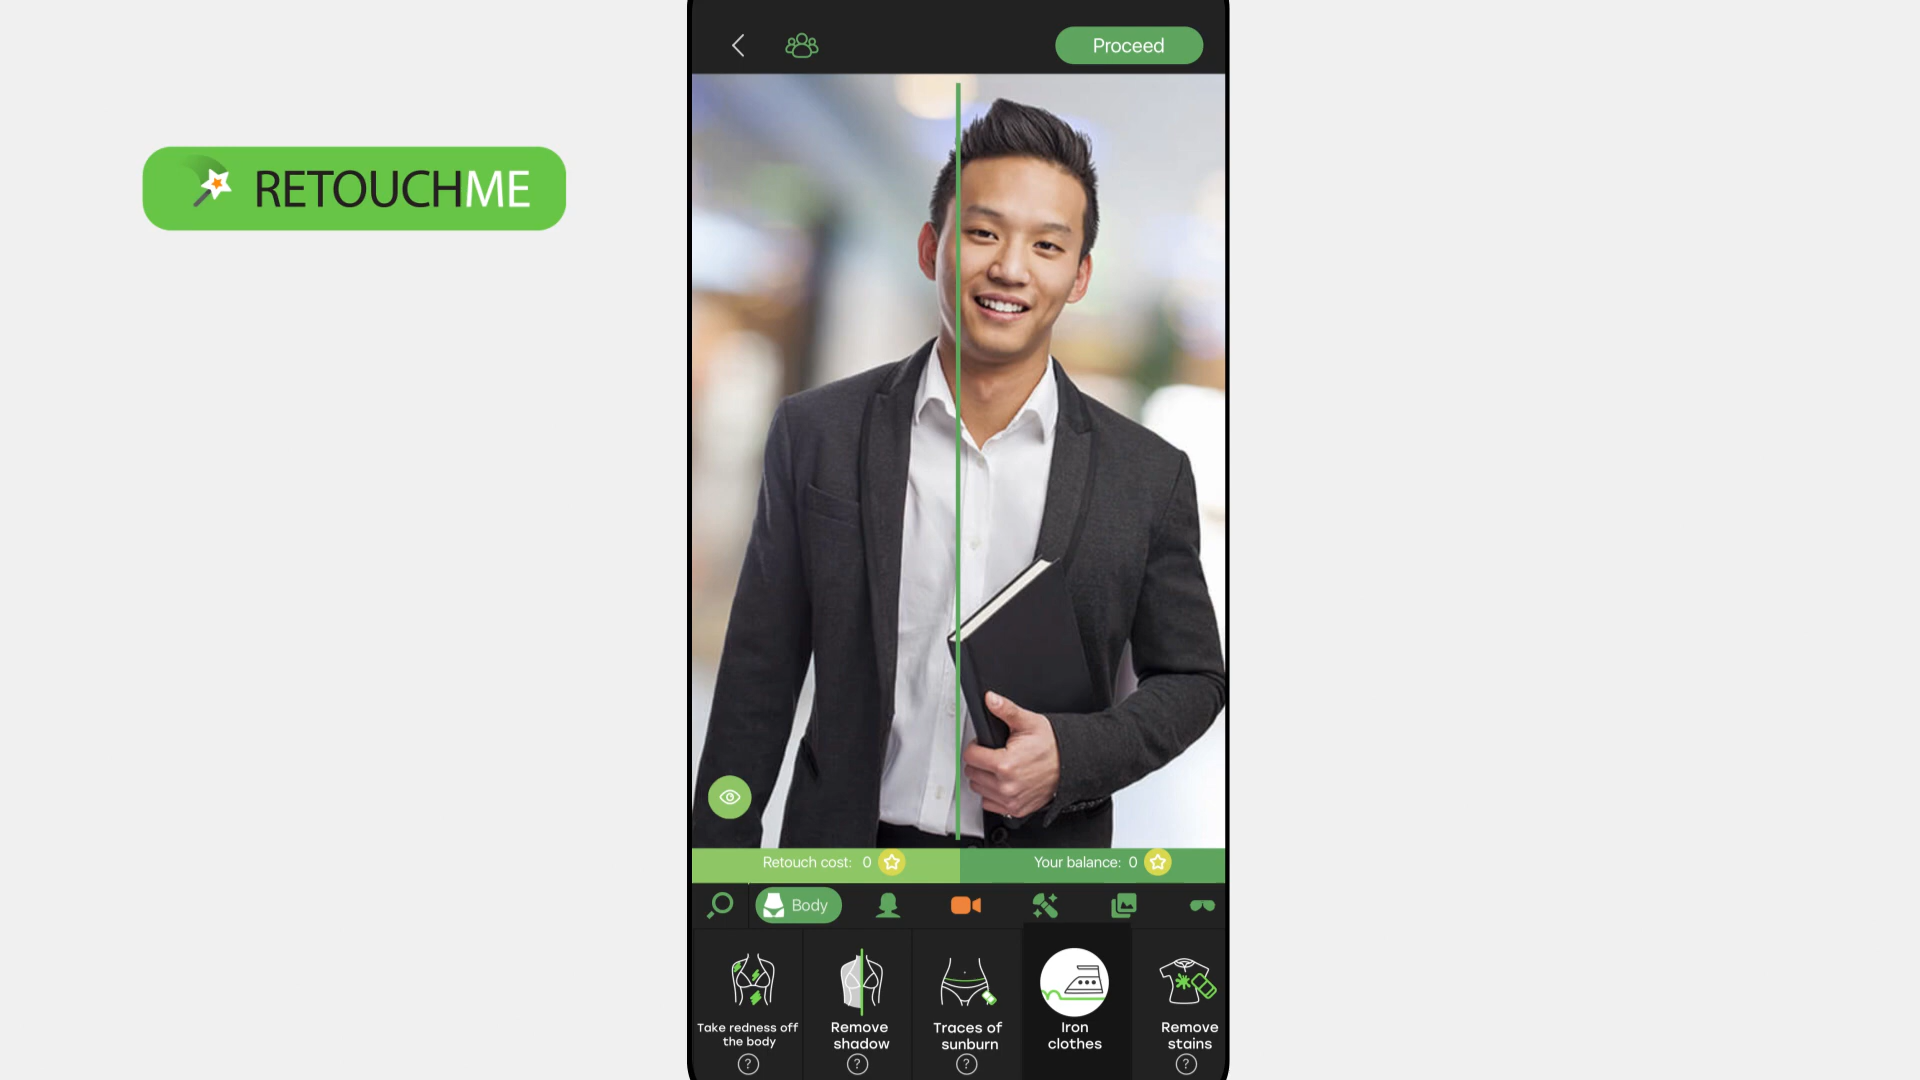 Proceed
RETOUCHME
Retouch cost: 0
Your balance: 0
Body
Take redness off
the body
?
Remove
shadow
?
Traces of
sunburn
?
Iron
clothes
Remove
stains
?